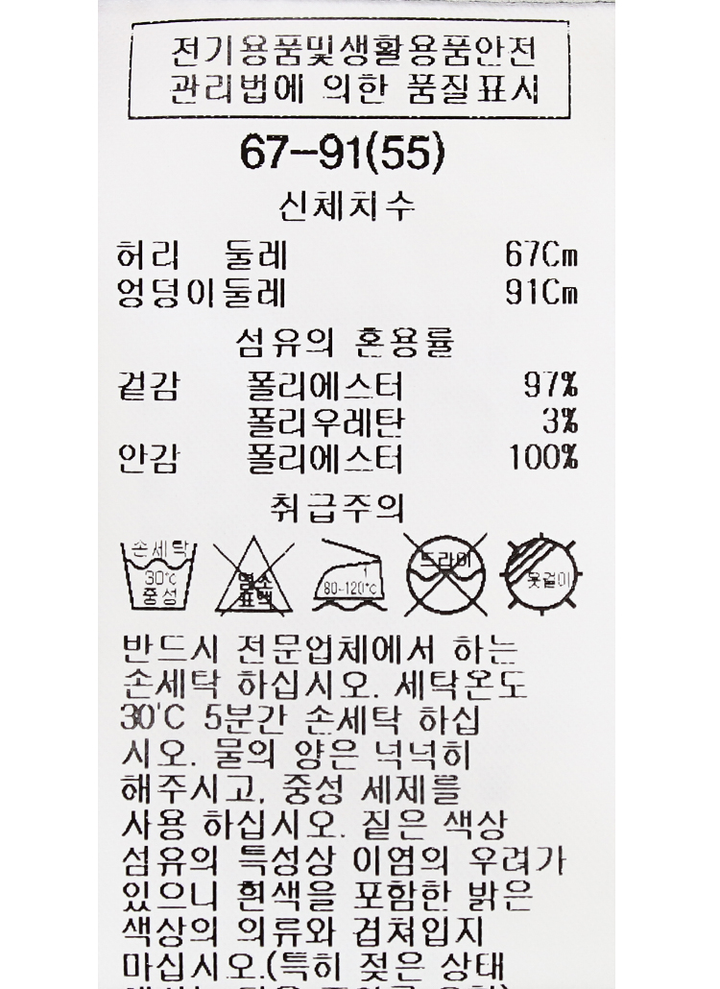 전기용품및생활용품안전
관리법에 의한 품질표시
67-91(55)
신체치수
허리 둘레 67Cm
엉덩이둘레 91Cm
섬유의 혼용률
겉감 폴리에스터 97%
폴리우레탄 3%
안감 폴리에스터 100%
취급주의
손세탁
30℃
중성
염소
표백
80~120℃
드라이
옷걸이
반드시 전문업체에서 하는
손세탁 하십시오. 세탁온도
30'C 5분간 손세탁 하십
시오. 물의 양은 넉넉히
해주시고, 중성 세제를
사용 하십시오. 짙은 색상
섬유의 특성상 이염의 우려가
있으니 흰색을 포함한 밝은
색상의 의류와 겹쳐입지
마십시오.(특히 젖은 상태